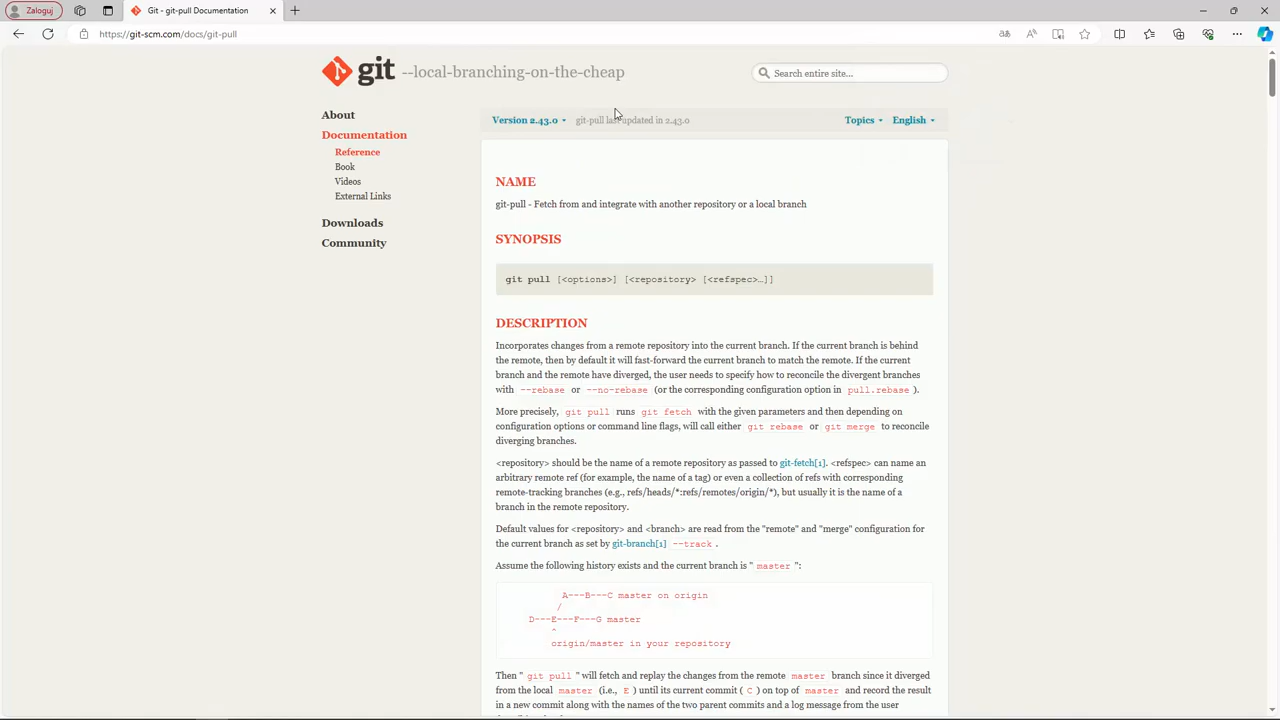 Zaloguj
Git - git-pull Documentation
https://git-scm.com/docs/git-pull
git --local-branching-on-the-cheap
Search entire site...
About
Documentation
Reference
Book
Videos
External Links
Downloads
Community
Version 2.43.0 git-pull last updated in 2.43.0 Topics English
NAME
git-pull - Fetch from and integrate with another repository or a local branch
SYNOPSIS
git pull [<options>] [<repository> [<refspec>…]]
DESCRIPTION
Incorporates changes from a remote repository into the current branch. If the current branch is behind
the remote, then by default it will fast-forward the current branch to match the remote. If the current
branch and the remote have diverged, the user needs to specify how to reconcile the divergent branches
with --rebase or --no-rebase (or the corresponding configuration option in pull.rebase ).
More precisely, git pull runs git fetch with the given parameters and then depending on
configuration options or command line flags, will call either git rebase or git merge to reconcile
diverging branches.
<repository> should be the name of a remote repository as passed to git-fetch[1]. <refspec> can name an
arbitrary remote ref (for example, the name of a tag) or even a collection of refs with corresponding
remote-tracking branches (e.g., refs/heads/*:refs/remotes/origin/*), but usually it is the name of a
branch in the remote repository.
Default values for <repository> and <branch> are read from the "remote" and "merge" configuration for
the current branch as set by git-branch[1] --track .
Assume the following history exists and the current branch is " master ":
A---B---C master on origin
/
D---E---F---G master
^
origin/master in your repository
Then " git pull " will fetch and replay the changes from the remote master branch since it diverged
from the local master (i.e., E ) until its current commit ( C ) on top of master and record the result
in a new commit along with the names of the two parent commits and a log message from the user